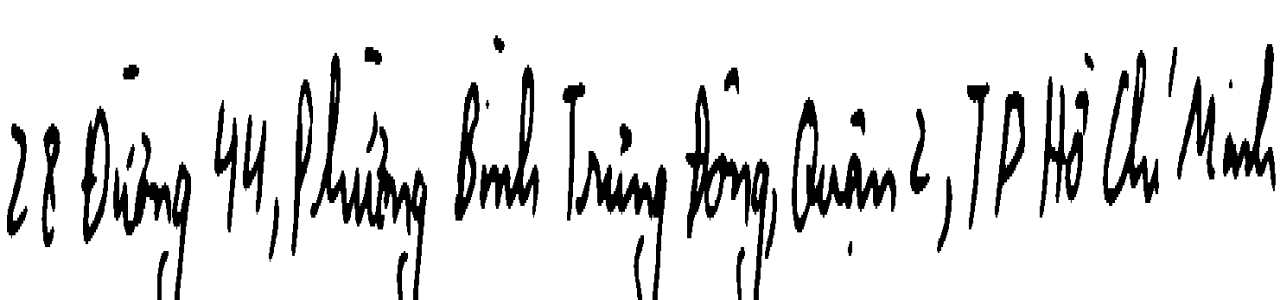 28 Đường 44, Phường Bình Trưng Đông, Quận 2, TP Hồ Chí Minh